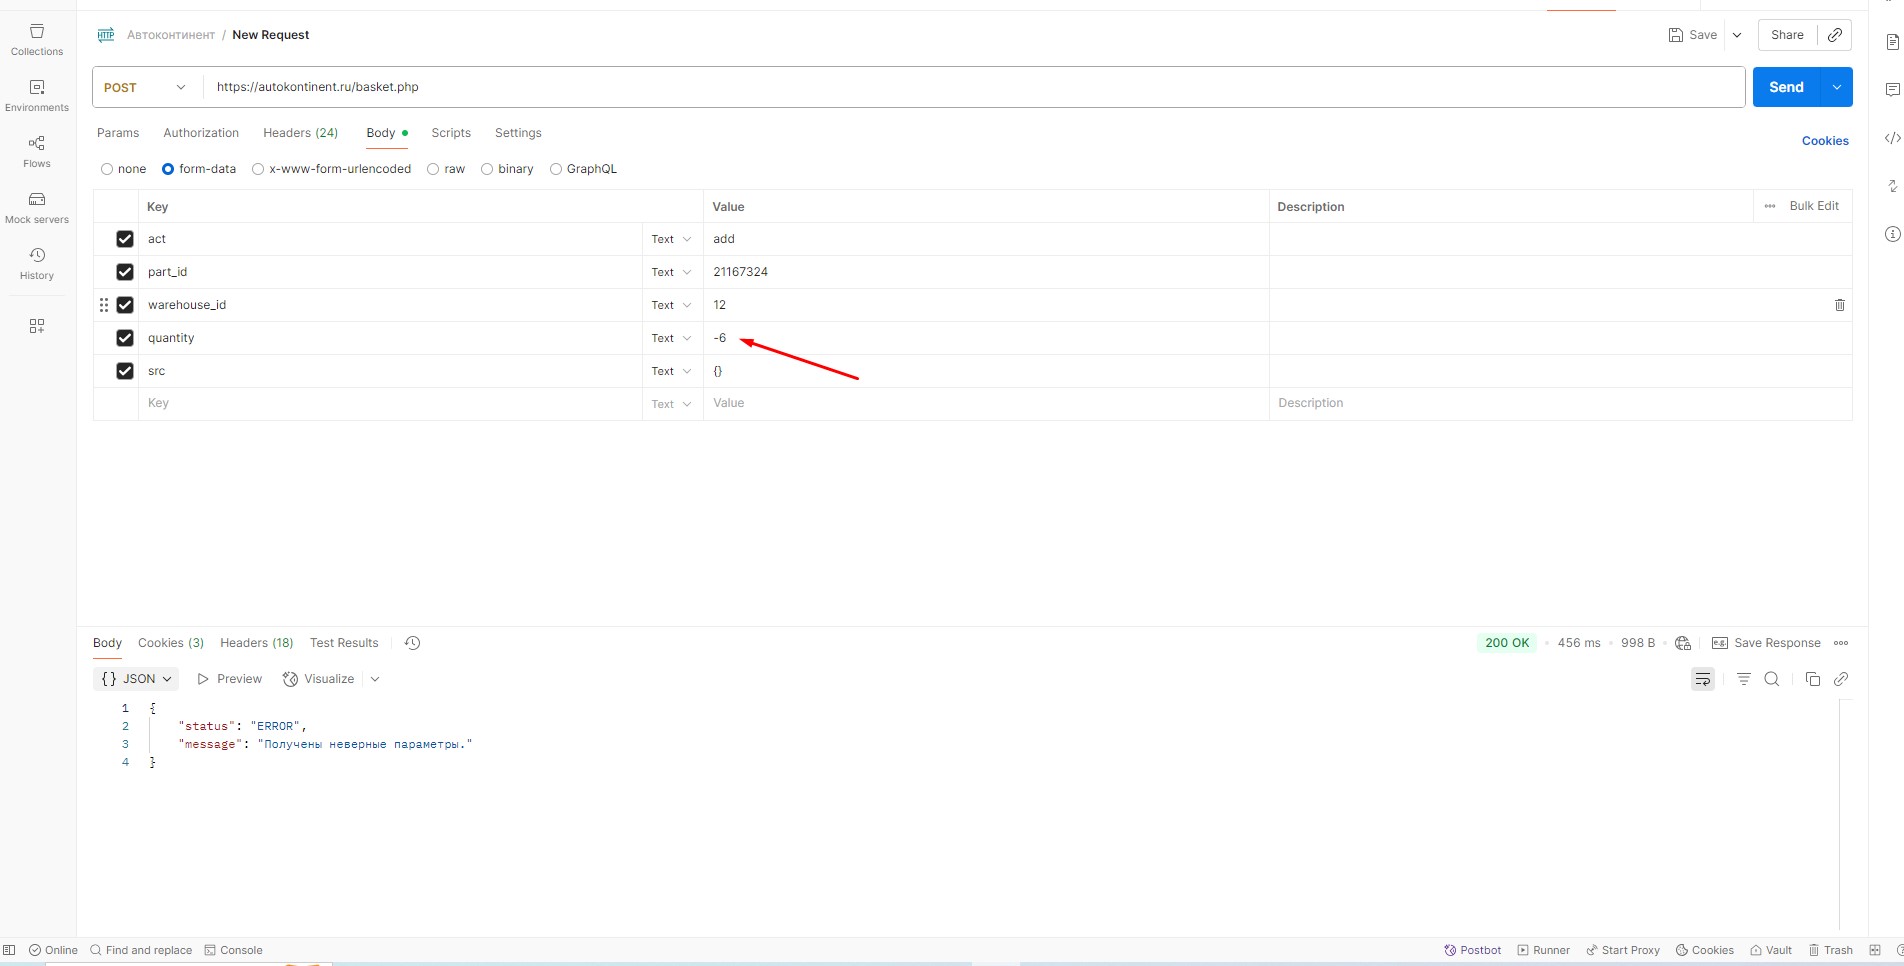 HTTP Автоконтинент / New Request
Save
Share
Collections
Environments
Flows
Mock servers
History
POST https://autokontinent.ru/basket.php
Send
Params Authorization Headers (24) Body Scripts Settings
Cookies
none form-data x-www-form-urlencoded raw binary GraphQL
Key Value Description Bulk Edit
act Text add
part_id Text 21167324
warehouse_id Text 12
quantity Text -6
src Text {}
Key Text Value Description
Body Cookies (3) Headers (18) Test Results
200 OK • 456 ms • 998 B • e.g. Save Response
{} JSON Preview Visualize
1 {
2 "status": "ERROR",
3 "message": "Получены неверные параметры."
4 }
Online Find and replace Console
Postbot Runner Start Proxy Cookies Vault Trash